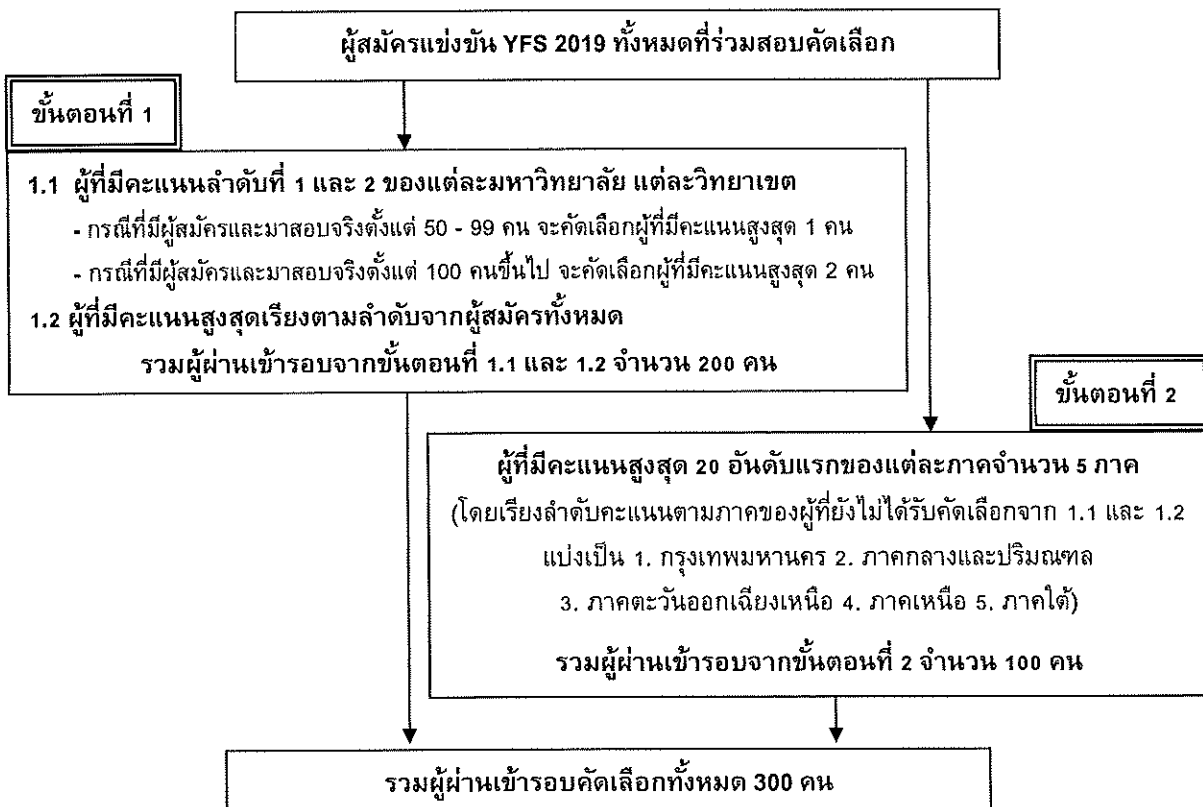 ผู้สมัครแข่งขัน YFS 2019 ทั้งหมดที่ร่วมสอบคัดเลือก
ขั้นตอนที่ 1
1.1 ผู้ที่มีคะแนนลำดับที่ 1 และ 2 ของแต่ละมหาวิทยาลัย แต่ละวิทยาเขต
- กรณีที่มีผู้สมัครและมาสอบจริงตั้งแต่ 50 - 99 คน จะคัดเลือกผู้ที่มีคะแนนสูงสุด 1 คน
- กรณีที่มีผู้สมัครและมาสอบจริงตั้งแต่ 100 คนขึ้นไป จะคัดเลือกผู้ที่มีคะแนนสูงสุด 2 คน
1.2 ผู้ที่มีคะแนนสูงสุดเรียงตามลำดับจากผู้สมัครทั้งหมด
รวมผู้ผ่านเข้ารอบจากขั้นตอนที่ 1.1 และ 1.2 จำนวน 200 คน
ขั้นตอนที่ 2
ผู้ที่มีคะแนนสูงสุด 20 อันดับแรกของแต่ละภาคจำนวน 5 ภาค
(โดยเรียงลำดับคะแนนตามภาคของผู้ที่ยังไม่ได้รับคัดเลือกจาก 1.1 และ 1.2
แบ่งเป็น 1. กรุงเทพมหานคร 2. ภาคกลางและปริมณฑล
3. ภาคตะวันออกเฉียงเหนือ 4. ภาคเหนือ 5. ภาคใต้)
รวมผู้ผ่านเข้ารอบจากขั้นตอนที่ 2 จำนวน 100 คน
รวมผู้ผ่านเข้ารอบคัดเลือกทั้งหมด 300 คน